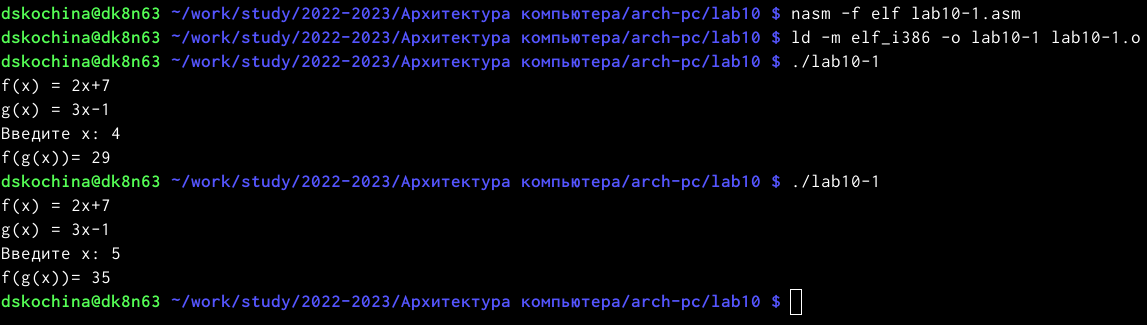 dskochina@dk8n63 ~/work/study/2022-2023/Архитектура компьютера/arch-pc/lab10 $ nasm -f elf lab10-1.asm
dskochina@dk8n63 ~/work/study/2022-2023/Архитектура компьютера/arch-pc/lab10 $ ld -m elf_i386 -o lab10-1 lab10-1.o
dskochina@dk8n63 ~/work/study/2022-2023/Архитектура компьютера/arch-pc/lab10 $ ./lab10-1
f(x) = 2x+7
g(x) = 3x-1
Введите x: 4
f(g(x))= 29
dskochina@dk8n63 ~/work/study/2022-2023/Архитектура компьютера/arch-pc/lab10 $ ./lab10-1
f(x) = 2x+7
g(x) = 3x-1
Введите x: 5
f(g(x))= 35
dskochina@dk8n63 ~/work/study/2022-2023/Архитектура компьютера/arch-pc/lab10 $